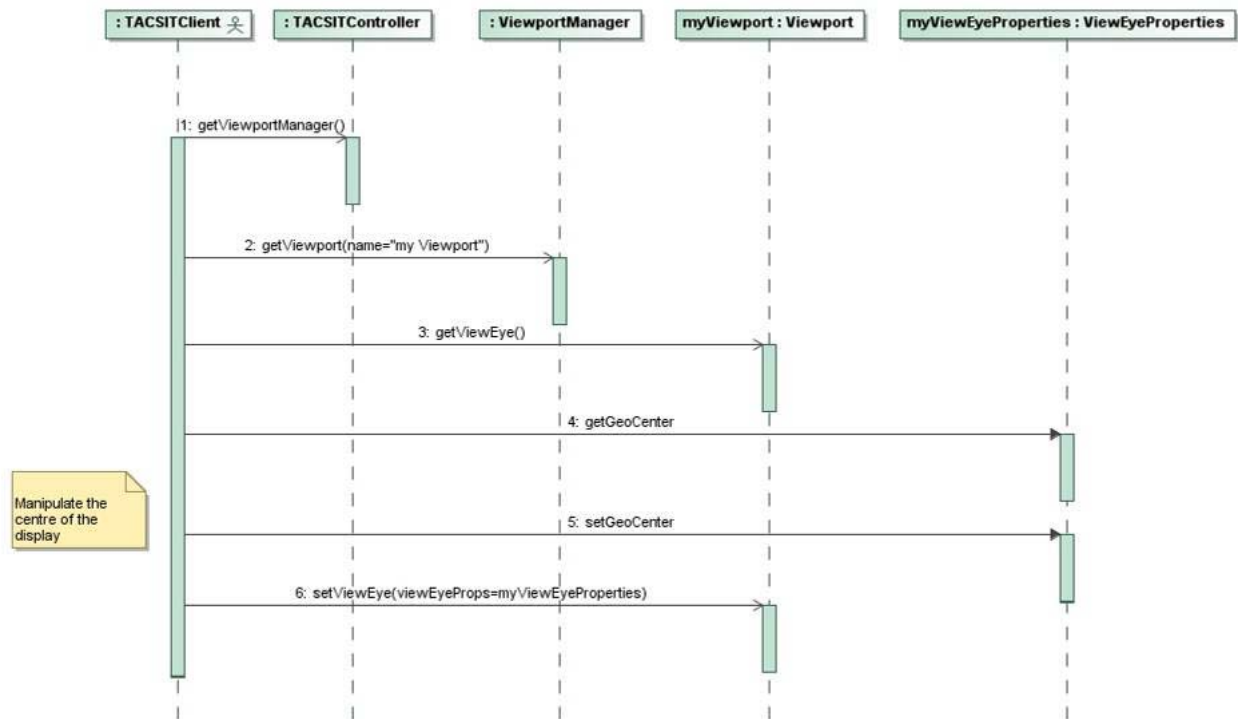 : TACSITClient
: TACSITController
: ViewportManager
myViewport : Viewport
myViewEyeProperties : ViewEyeProperties
1: getViewportManager()
2: getViewport(name="my Viewport")
3: getViewEye()
4: getGeoCenter
Manipulate the
centre of the
display
5: setGeoCenter
6: setViewEye(viewEyeProps=myViewEyeProperties)